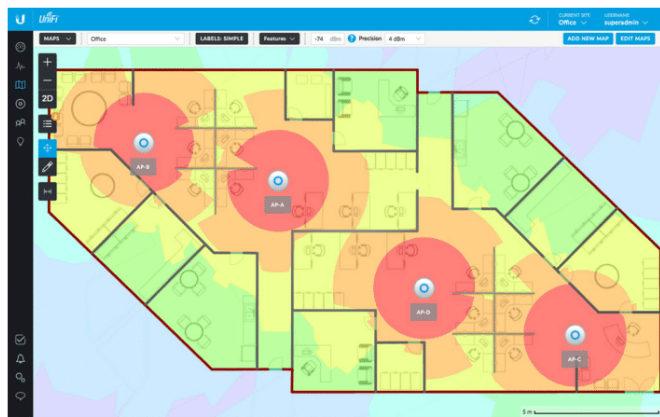 U UniFi CURRENT SITE USERNAME
Office superadmin
MAPS Office LABELS: SIMPLE Features -74 dBm ? Precision 4 dBm ADD NEW MAP EDIT MAPS
+
−
2D
AP-B
AP-A
AP-D
AP-C
5 m